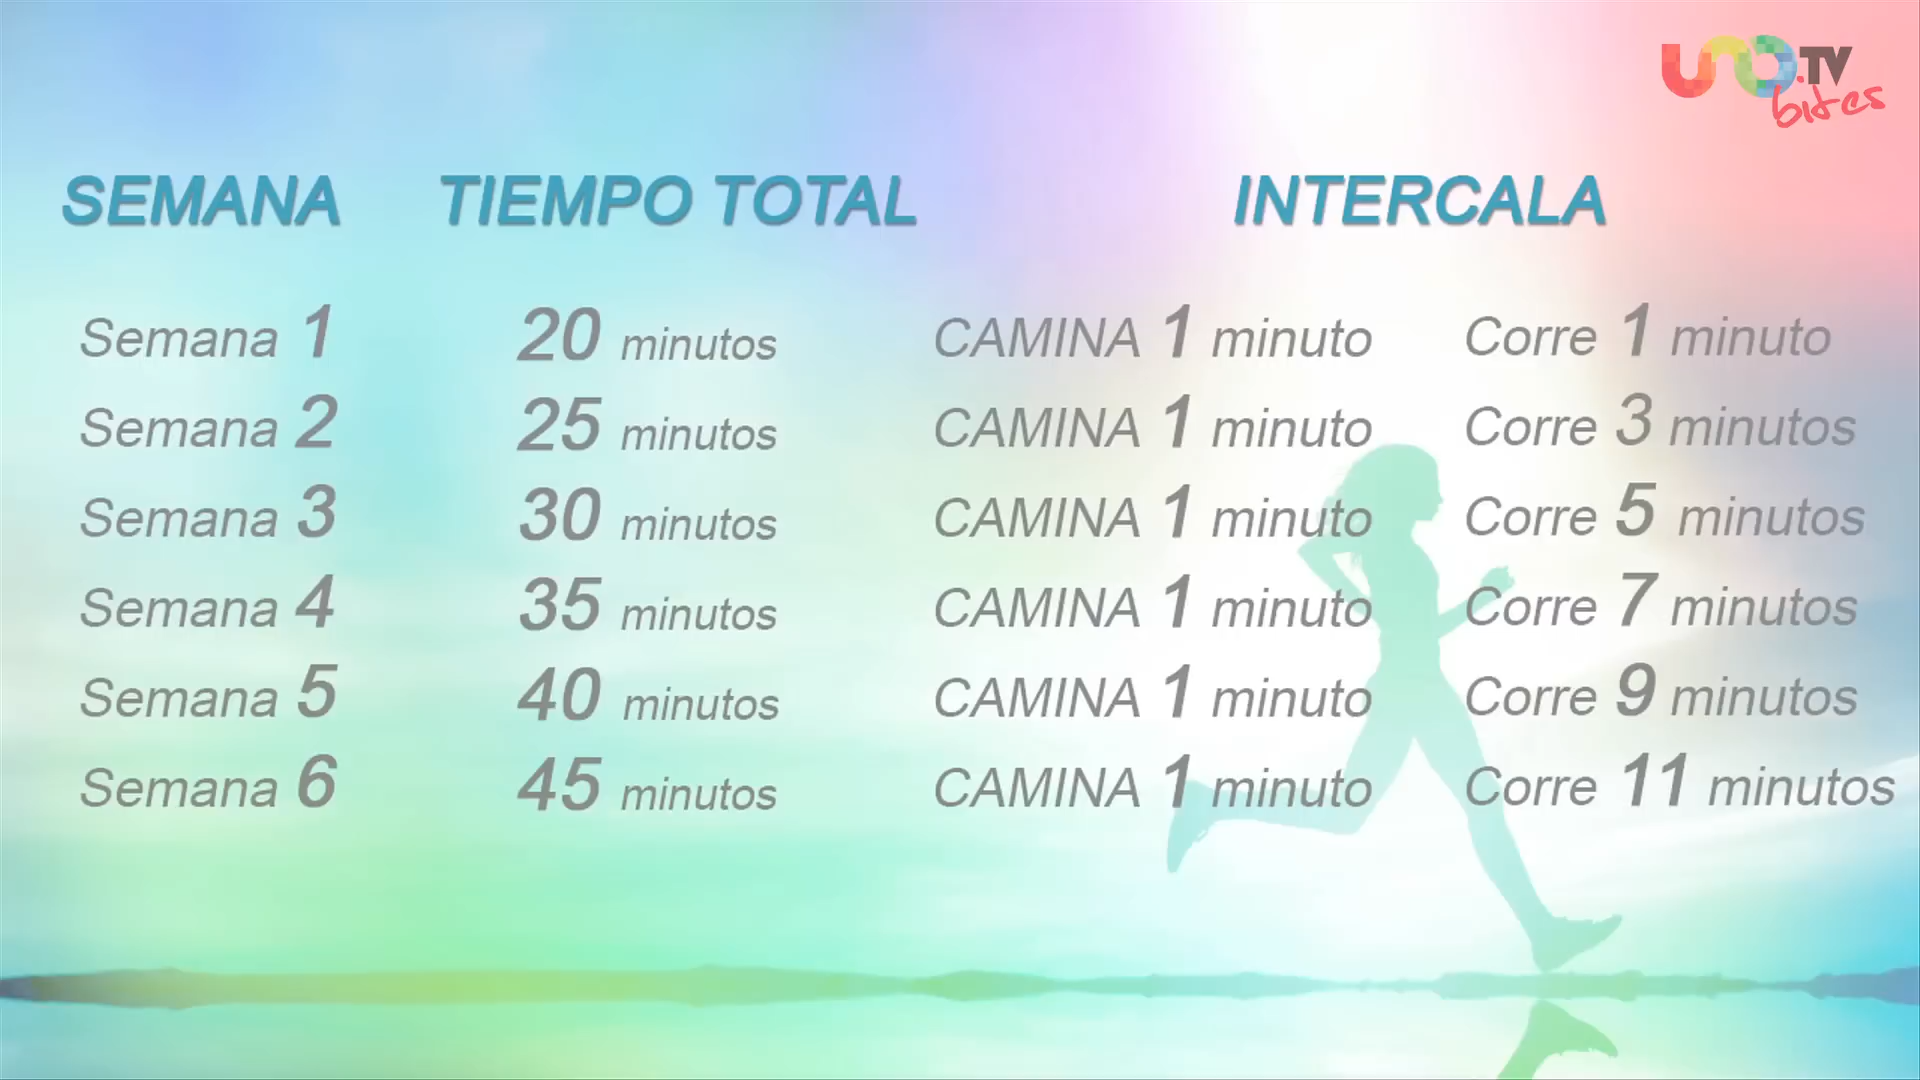 UNO.TV
bites
SEMANA TIEMPO TOTAL INTERCALA
Semana 1 20 minutos CAMINA 1 minuto Corre 1 minuto
Semana 2 25 minutos CAMINA 1 minuto Corre 3 minutos
Semana 3 30 minutos CAMINA 1 minuto Corre 5 minutos
Semana 4 35 minutos CAMINA 1 minuto Corre 7 minutos
Semana 5 40 minutos CAMINA 1 minuto Corre 9 minutos
Semana 6 45 minutos CAMINA 1 minuto Corre 11 minutos